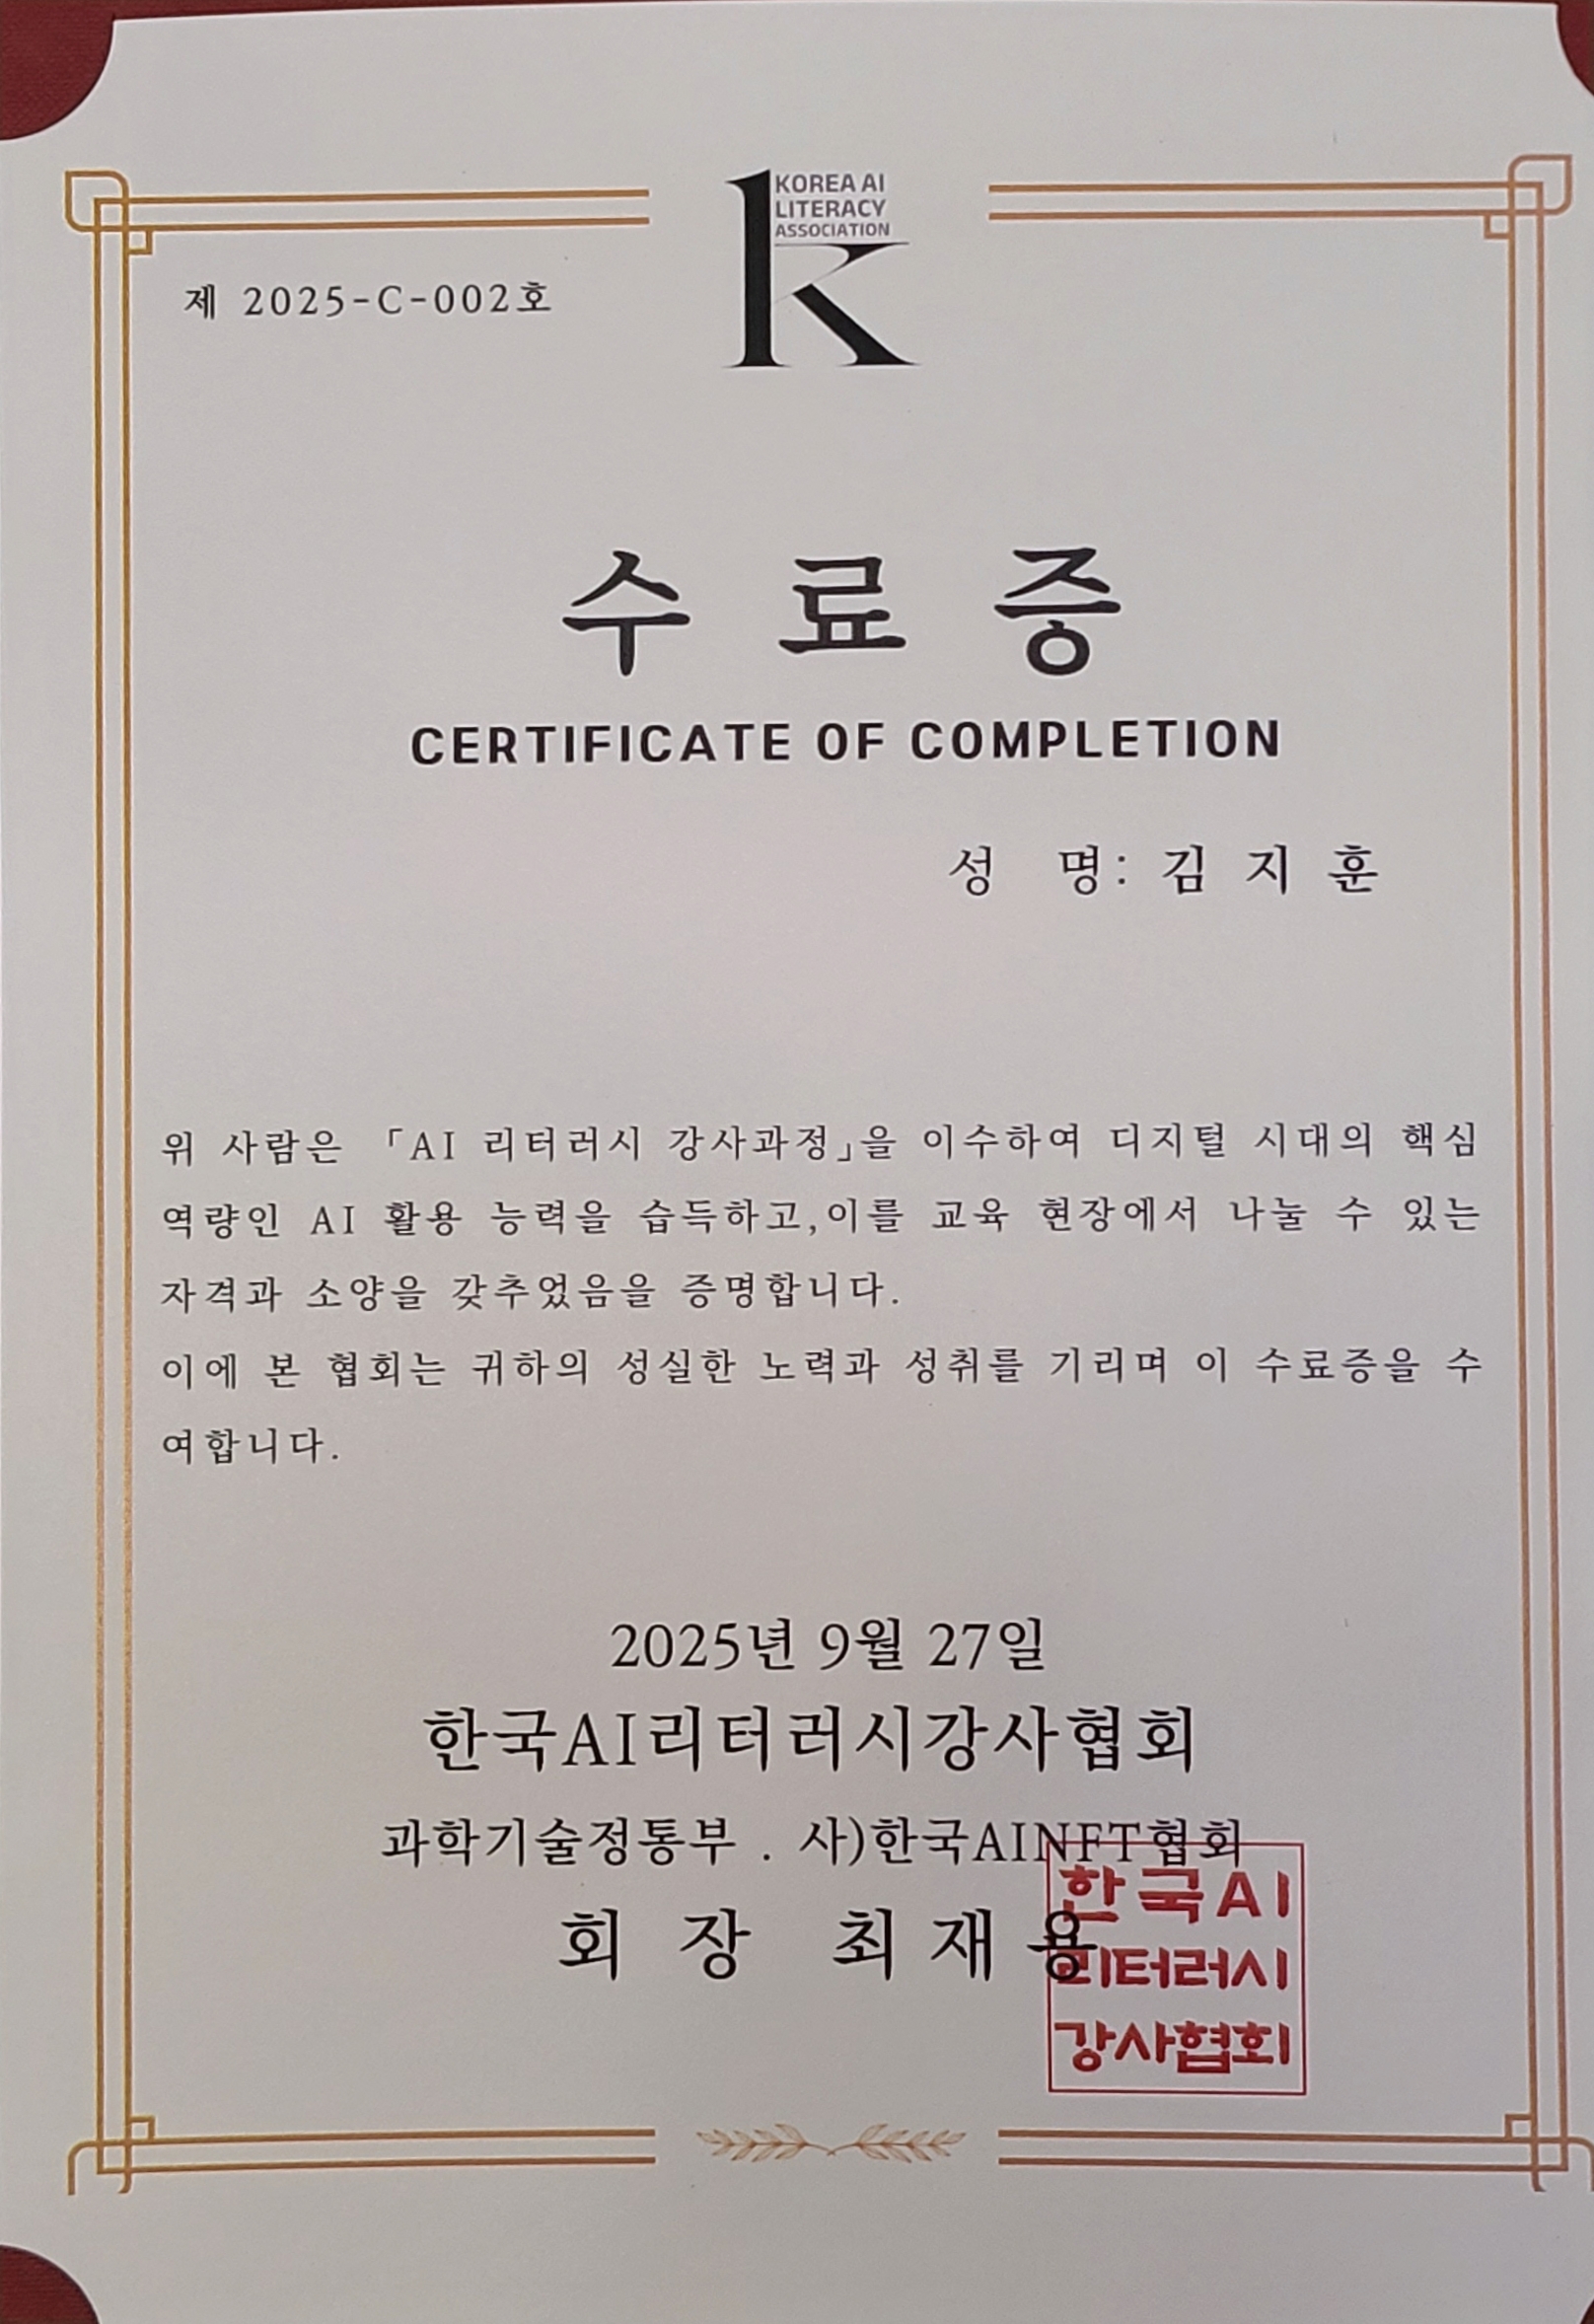 KOREA AI
LITERACY
ASSOCIATION
k
제 2025-C-002호
수 료 증
CERTIFICATE OF COMPLETION
성 명: 김 지 훈
위 사람은 「AI 리터러시 강사과정」을 이수하여 디지털 시대의 핵심
역량인 AI 활용 능력을 습득하고,이를 교육 현장에서 나눌 수 있는
자격과 소양을 갖추었음을 증명합니다.
이에 본 협회는 귀하의 성실한 노력과 성취를 기리며 이 수료증을 수
여합니다.
2025년 9월 27일
한국AI리터러시강사협회
과학기술정통부 . 사)한국AINFT협회
회 장 최 재 용
한국AI
리터러시
강사협회